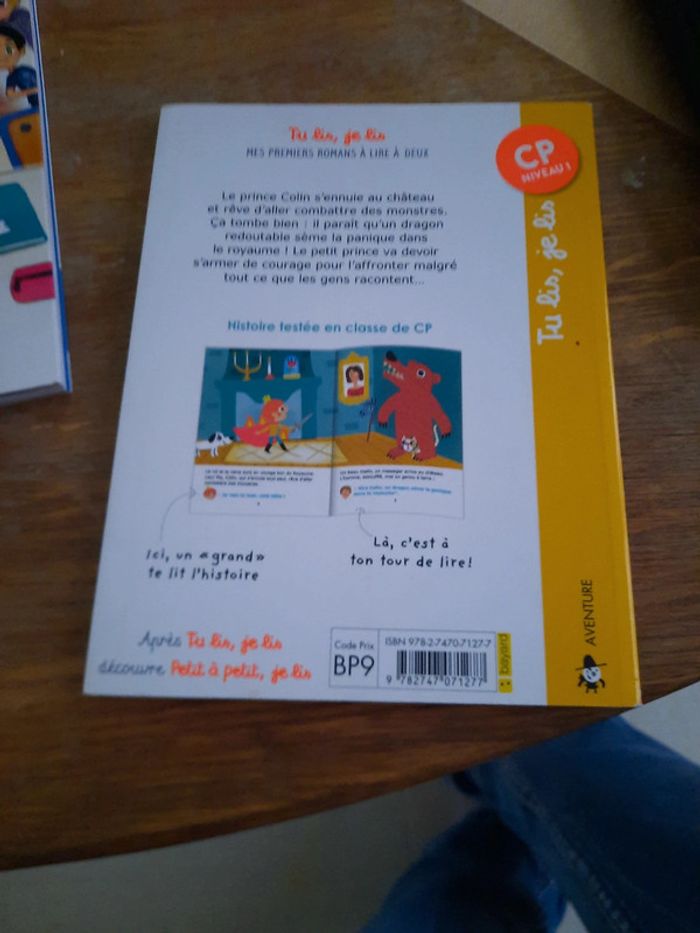 Tu lis, je lis
MES PREMIERS ROMANS À LIRE À DEUX
CP
NIVEAU 1
Tu lis, je lis
Le prince Colin s'ennuie au château
et rêve d'aller combattre des monstres.
Ça tombe bien : il paraît qu'un dragon
redoutable sème la panique dans
le royaume ! Le petit prince va devoir
s'armer de courage pour l'affronter malgré
tout ce que les gens racontent...
Histoire testée en classe de CP
Ici, un «grand»
te lit l'histoire
Là, c'est à
ton tour de lire!
Après Tu lis, je lis
découvre Petit à petit, je lis
Code Prix
BP9
ISBN 978-2-7470-7127-7
9 782747 071277
bayard
AVENTURE